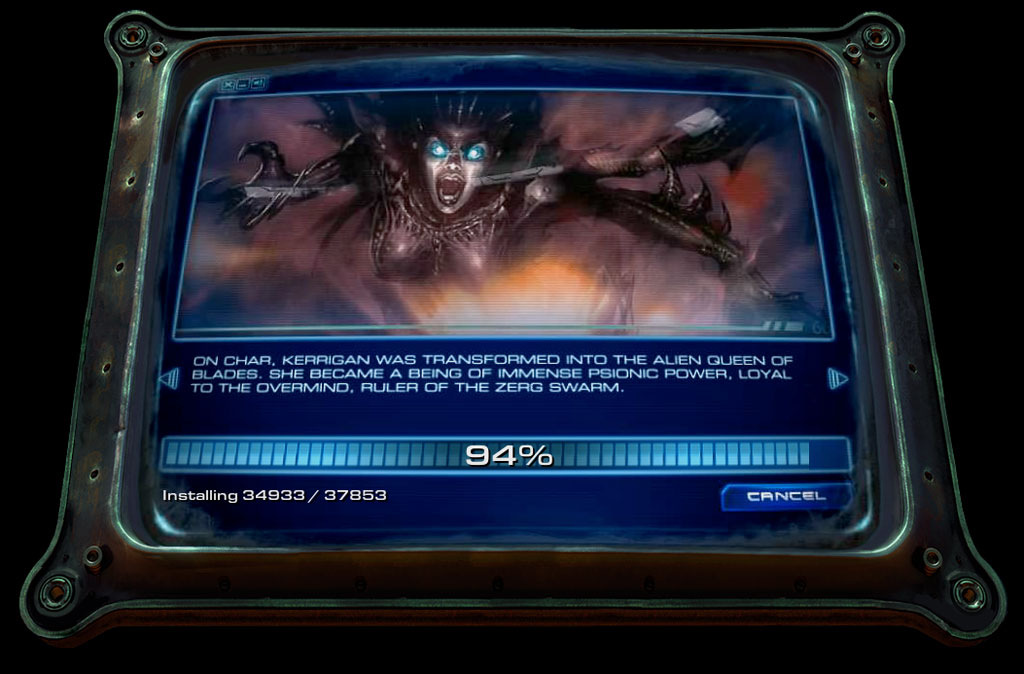 ON CHAR, KERRIGAN WAS TRANSFORMED INTO THE ALIEN QUEEN OF
BLADES. SHE BECAME A BEING OF IMMENSE PSIONIC POWER, LOYAL
TO THE OVERMIND, RULER OF THE ZERG SWARM.
94%
Installing 34933 / 37853
CANCEL